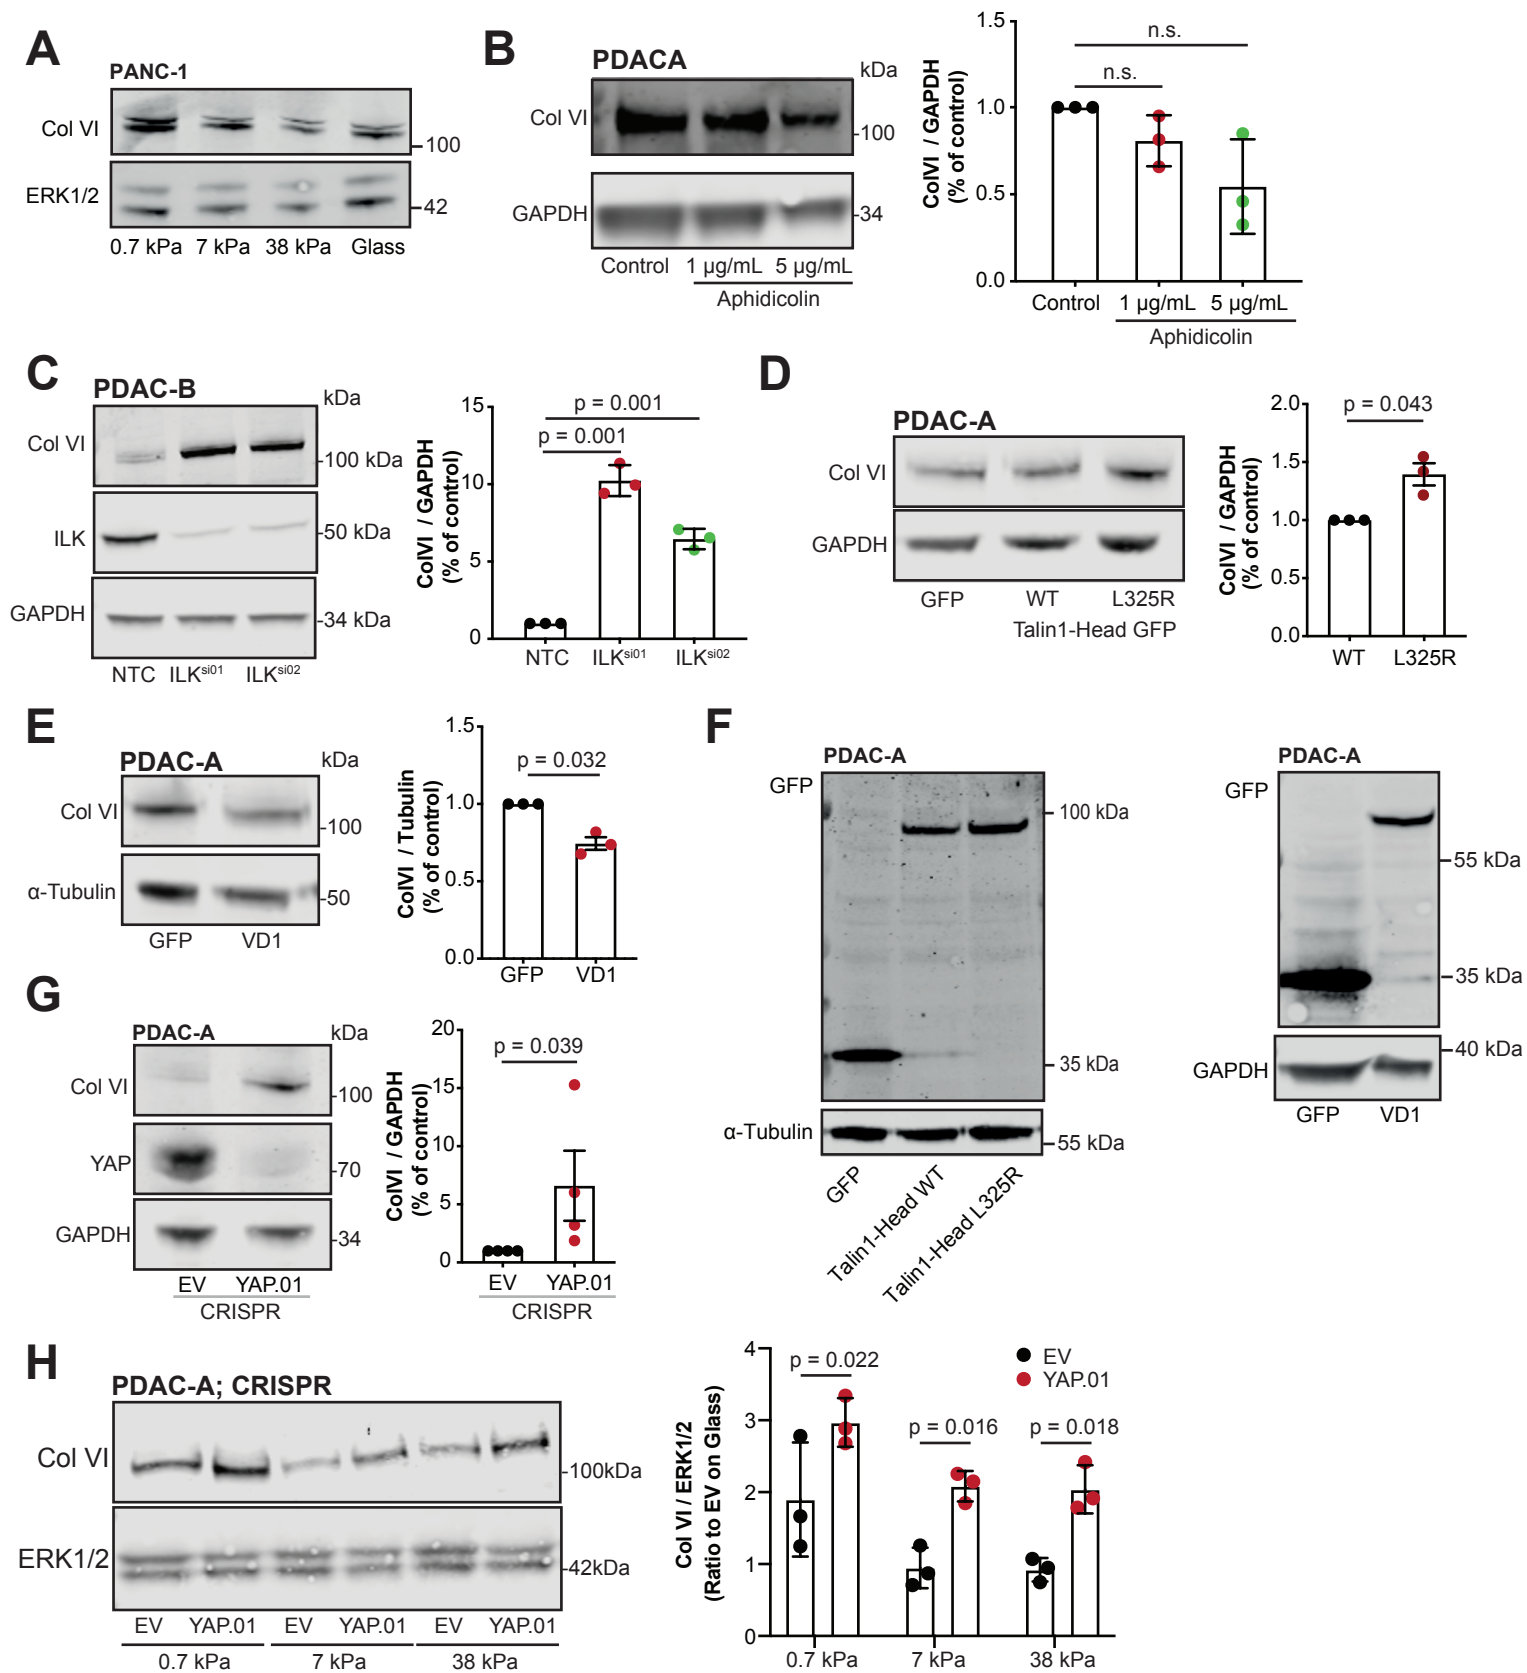 A
PANC-1
Col VI
100
ERK1/2
42
0.7 kPa 7 kPa 38 kPa Glass
B
PDACA
kDa
Col VI
100
GAPDH
34
Control 1 µg/mL 5 µg/mL
Aphidicolin
ColVI / GAPDH
(% of control)
1.5
1.0
0.5
0.0
n.s.
n.s.
Control 1 µg/mL 5 µg/mL
Aphidicolin
C
PDAC-B
kDa
Col VI
100 kDa
ILK
50 kDa
GAPDH
34 kDa
NTC ILKsi01 ILKsi02
ColVI / GAPDH
(% of control)
15
10
5
0
p = 0.001
p = 0.001
NTC ILKsi01 ILKsi02
D
PDAC-A
Col VI
GAPDH
GFP WT L325R
Talin1-Head GFP
ColVI / GAPDH
(% of control)
2.0
1.5
1.0
0.5
0.0
p = 0.043
WT L325R
E
PDAC-A
kDa
Col VI
100
α-Tubulin
50
GFP VD1
ColVI / Tubulin
(% of control)
1.5
1.0
0.5
0.0
p = 0.032
GFP VD1
F
PDAC-A
GFP
100 kDa
35 kDa
α-Tubulin
55 kDa
GFP
Talin1-Head WT
Talin1-Head L325R
PDAC-A
GFP
55 kDa
35 kDa
40 kDa
GAPDH
GFP VD1
G
PDAC-A
kDa
Col VI
100
YAP
70
GAPDH
34
EV YAP.01
CRISPR
ColVI / GAPDH
(% of control)
20
15
10
5
0
p = 0.039
EV YAP.01
CRISPR
H
PDAC-A; CRISPR
Col VI
100kDa
ERK1/2
42kDa
EV YAP.01 EV YAP.01 EV YAP.01
0.7 kPa 7 kPa 38 kPa
Col VI / ERK1/2
(Ratio to EV on Glass)
4
3
2
1
0
p = 0.022
p = 0.016
p = 0.018
EV
YAP.01
0.7 kPa 7 kPa 38 kPa